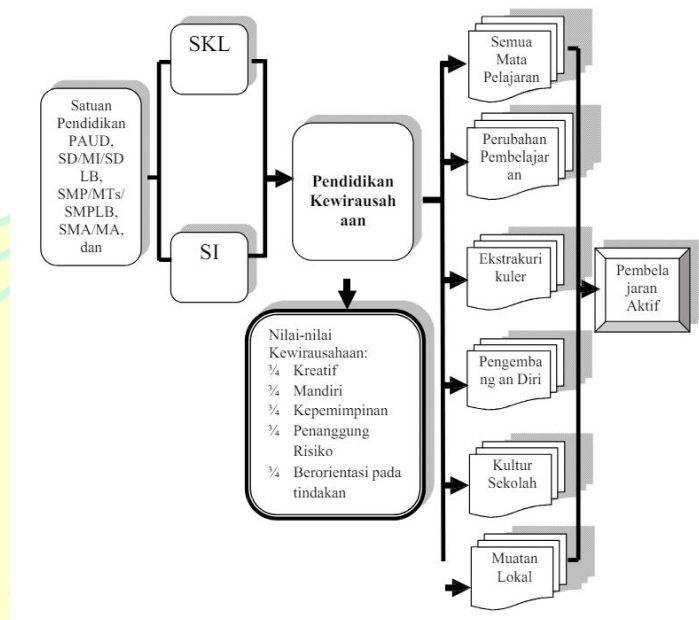 Satuan
Pendidikan
PAUD,
SD/MI/SD
LB,
SMP/MTs/
SMPLB,
SMA/MA,
dan
SKL
SI
Pendidikan
Kewirausah
aan
Nilai-nilai
Kewirausahaan:
¾ Kreatif
¾ Mandiri
¾ Kepemimpinan
¾ Penanggung
Risiko
¾ Berorientasi pada
tindakan
Semua
Mata
Pelajaran
Perubahan
Pembelajar
an
Ekstrakuri
kuler
Pengemba
ng an Diri
Kultur
Sekolah
Muatan
Lokal
Pembela
jaran
Aktif